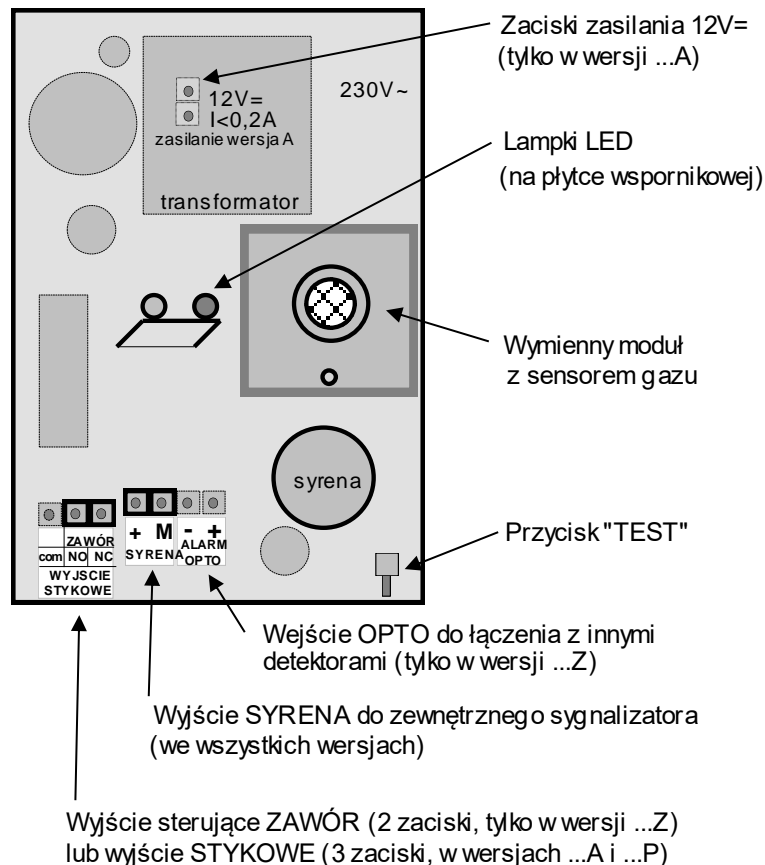 Zaciski zasilania 12V=
(tylko w wersji ...A)
12V=
I<0,2A
zasilanie wersja A
230V~
transformator
Lampki LED
(na płytce wspornikowej)
Wymienny moduł
z sensorem gazu
syrena
Przycisk "TEST"
ZAWÓR
com NO NC
WYJSCIE
STYKOWE
+ M
SYRENA
- +
ALARM
OPTO
Wejście OPTO do łączenia z innymi
detektorami (tylko w wersji ...Z)
Wyjście SYRENA do zewnętrznego sygnalizatora
(we wszystkich wersjach)
Wyjście sterujące ZAWÓR (2 zaciski, tylko w wersji ...Z)
lub wyjście STYKOWE (3 zaciski, w wersjach ...A i ...P)